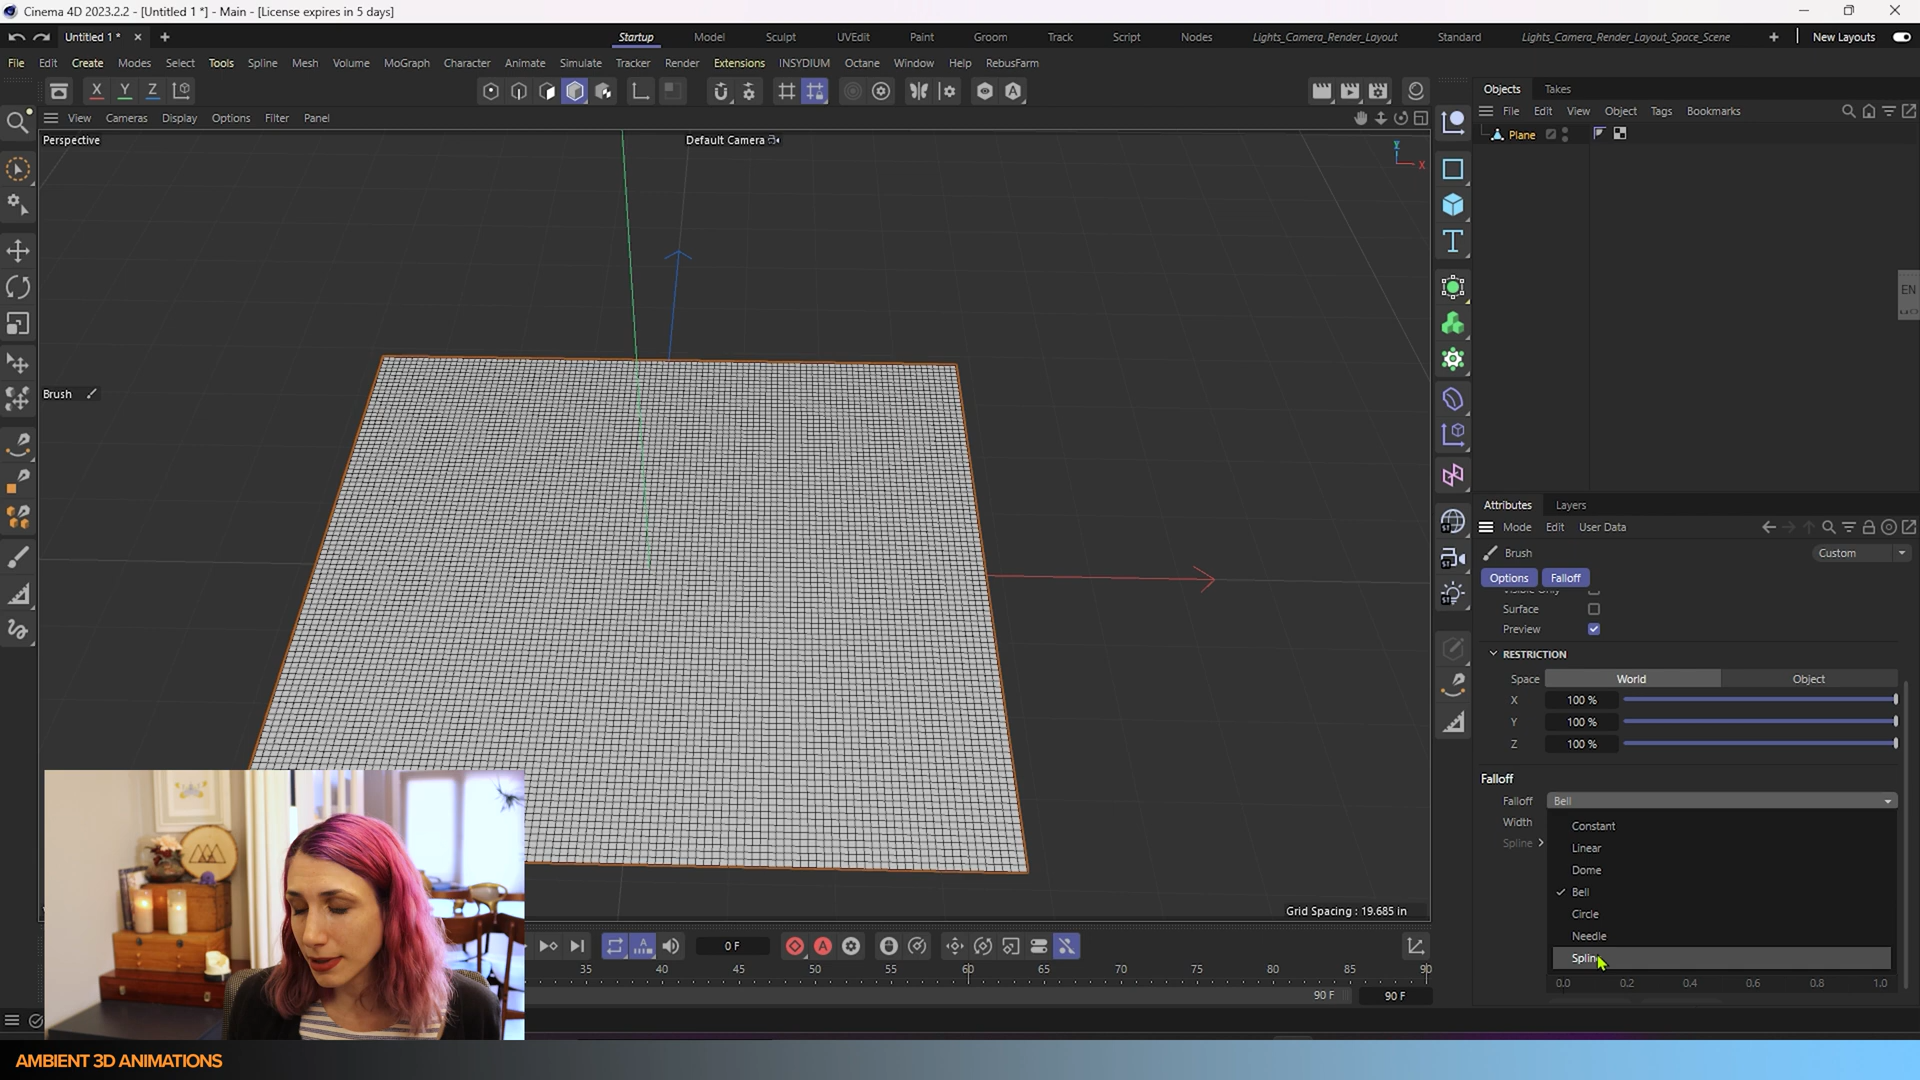 Cinema 4D 2023.2.2 - [Untitled 1 *] - Main - [License expires in 5 days]
Untitled 1 *
Startup Model Sculpt UVEdit Paint Groom Track Script Nodes Lights_Camera_Render_Layout Standard Lights_Camera_Render_Layout_Space_Scene New Layouts
File Edit Create Modes Select Tools Spline Mesh Volume MoGraph Character Animate Simulate Tracker Render Extensions INSYDIUM Octane Window Help RebusFarm
X Y Z
View Cameras Display Options Filter Panel
Perspective
Default Camera
Y
X
Brush
Grid Spacing : 19.685 in
Objects Takes
File Edit View Object Tags Bookmarks
Plane
EN
Attributes Layers
Mode Edit User Data
Brush
Custom
Options Falloff
Visible Only
Surface
Preview
RESTRICTION
Space World Object
X 100 %
Y 100 %
Z 100 %
Falloff
Falloff Bell
Width
Spline
Constant
Linear
Dome
Bell
Circle
Needle
Spline
0.0 0.2 0.4 0.6 0.8 1.0
0 F
35 40 45 50 55 60 65 70 75 80 85 90
90 F 90 F
AMBIENT 3D ANIMATIONS